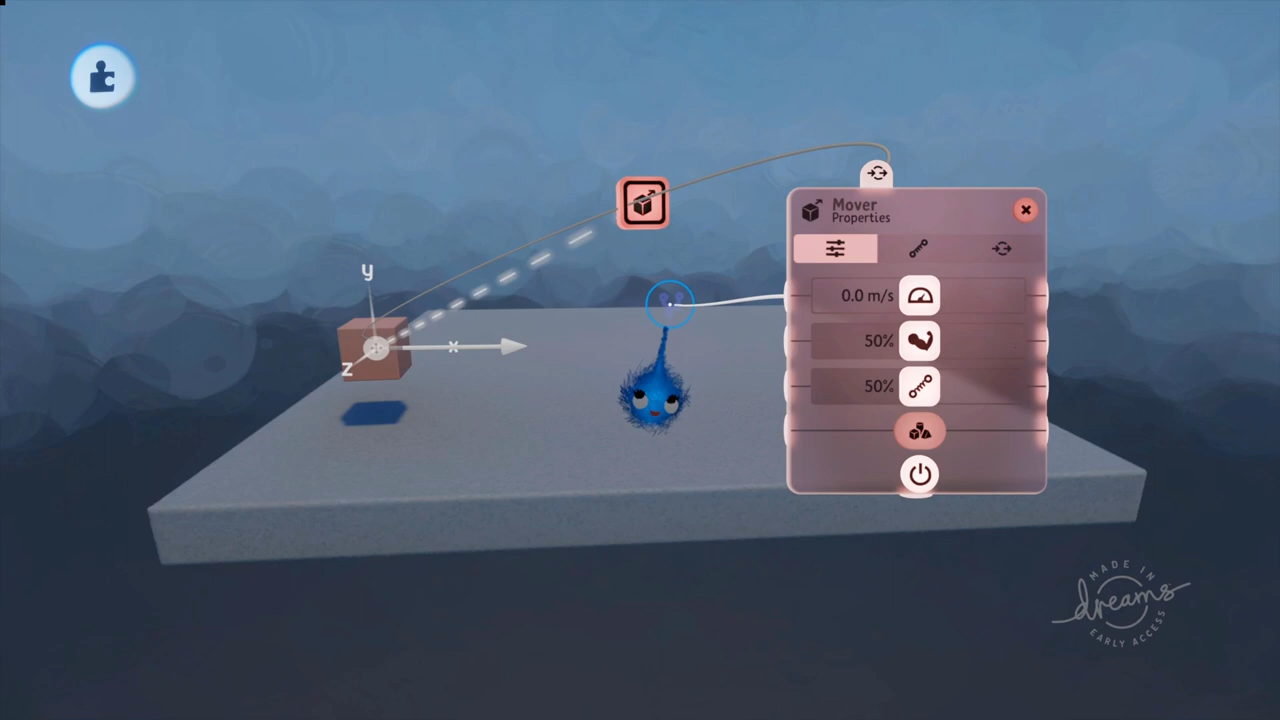 Mover
Properties
0.0 m/s
50%
50%
y
x
z
MADE IN
dreams
EARLY ACCESS